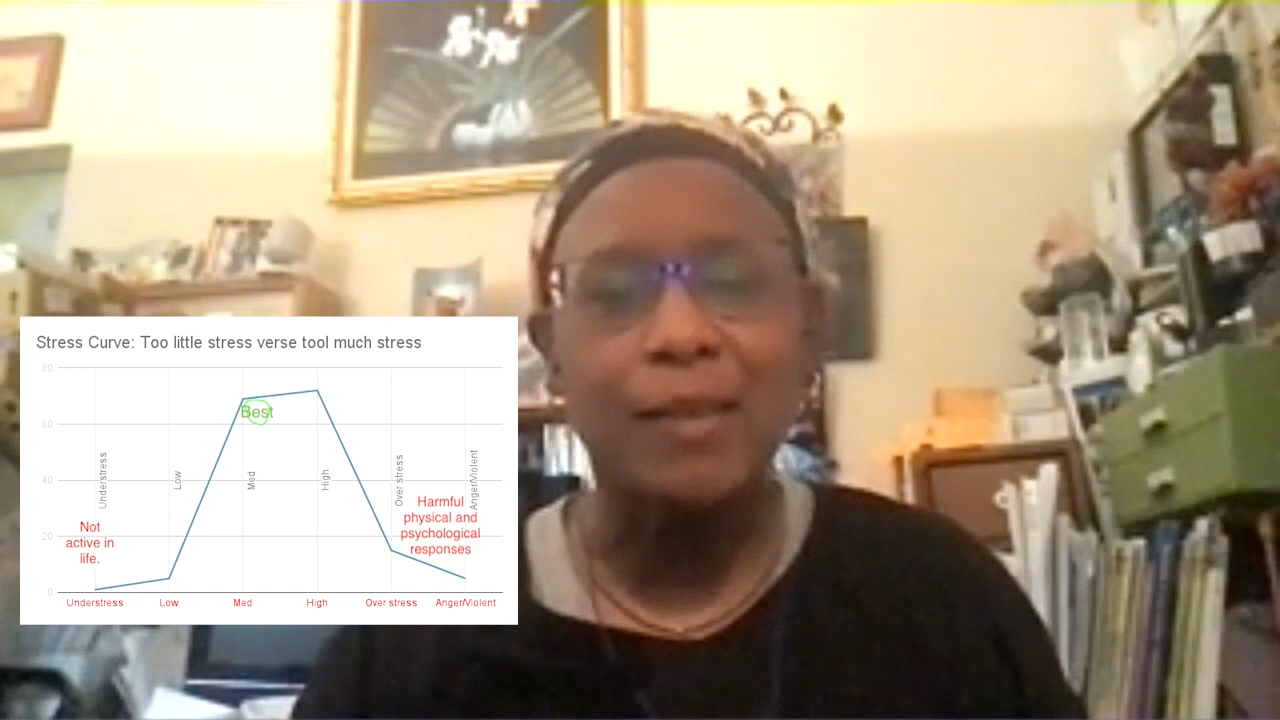 Stress Curve: Too little stress verse tool much stress
80
60
40
20
0
Best
Understress
Low
Med
High
Over stress
Anger/Violent
Not
active in
life.
Harmful
physical and
psychological
responses
Understress
Low
Med
High
Over stress
Anger/Violent